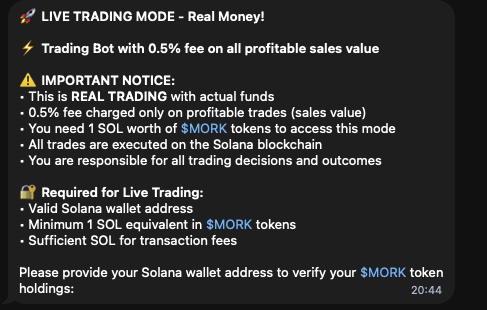 🚀 LIVE TRADING MODE - Real Money!
⚡ Trading Bot with 0.5% fee on all profitable sales value
⚠️ IMPORTANT NOTICE:
• This is REAL TRADING with actual funds
• 0.5% fee charged only on profitable trades (sales value)
• You need 1 SOL worth of $MORK tokens to access this mode
• All trades are executed on the Solana blockchain
• You are responsible for all trading decisions and outcomes
🔐 Required for Live Trading:
• Valid Solana wallet address
• Minimum 1 SOL equivalent in $MORK tokens
• Sufficient SOL for transaction fees
Please provide your Solana wallet address to verify your $MORK token
holdings:
20:44